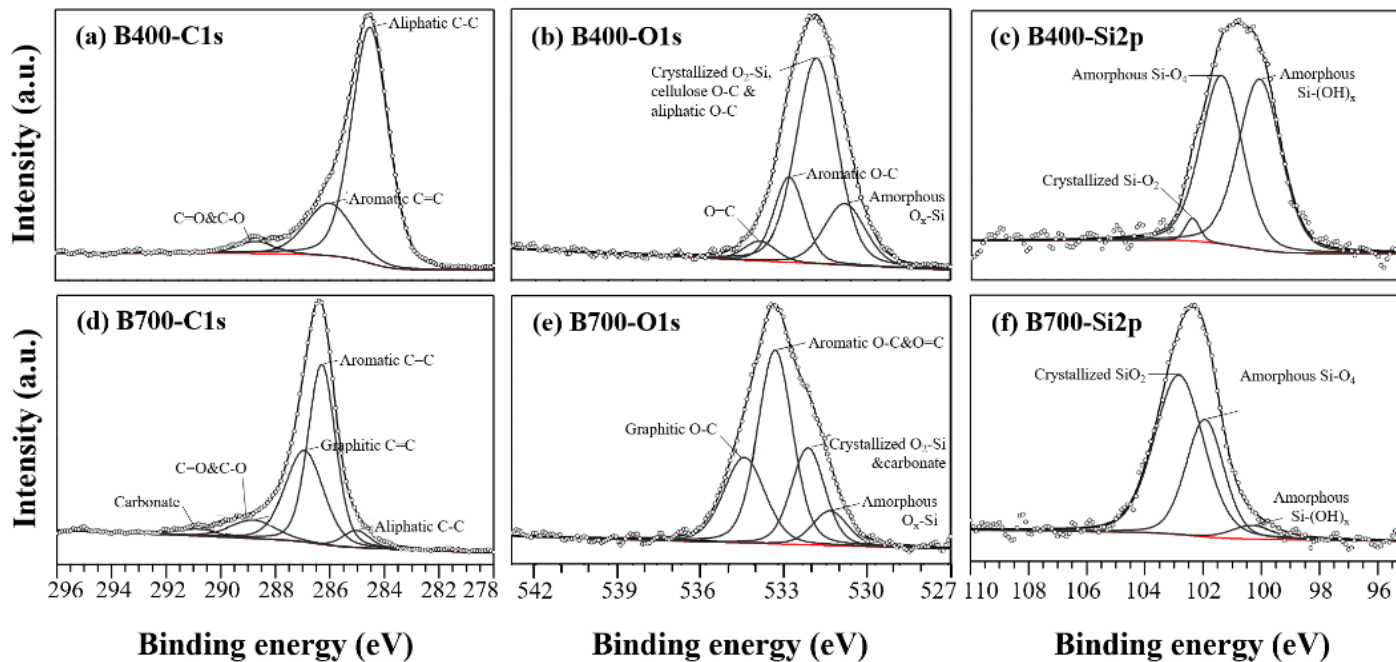 Intensity (a.u.)
(a) B400-C1s
Aliphatic C-C
Aromatic C=C
C=O&C-O
(b) B400-O1s
Crystallized O₂-Si,
cellulose O-C &
aliphatic O-C
Aromatic O-C
O=C
Amorphous
Oₓ-Si
(c) B400-Si2p
Amorphous Si-O₄
Amorphous
Si-(OH)ₓ
Crystallized Si-O₂
Intensity (a.u.)
(d) B700-C1s
Aromatic C=C
Graphitic C=C
C=O&C-O
Carbonate
Aliphatic C-C
(e) B700-O1s
Aromatic O-C&O=C
Graphitic O-C
Crystallized O₂-Si
&carbonate
Amorphous
Oₓ-Si
(f) B700-Si2p
Crystallized SiO₂
Amorphous Si-O₄
Amorphous
Si-(OH)ₓ
296 294 292 290 288 286 284 282 278
542 539 536 533 530 527
110 108 106 104 102 100 98 96
Binding energy (eV)
Binding energy (eV)
Binding energy (eV)